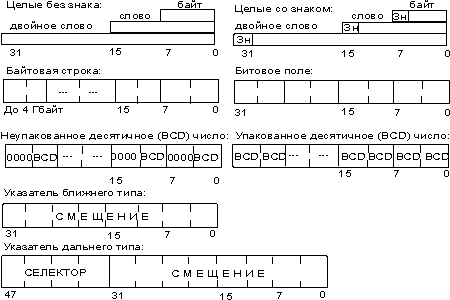 Целые без знака: байт
слово
двойное слово
31 15 7 0
Целые со знаком: байт
слово Зн
двойное слово Зн
Зн
31 15 7 0
Байтовая строка:
--- ---
До 4 Гбайт 15 7 0
Битовое поле:
31 15 7 0
Неупакованное десятичное (BCD) число:
0000 BCD --- --- 0000 BCD 0000 BCD
15 7 0
Упакованное десятичное (BCD) число:
BCD BCD --- --- BCD BCD BCD BCD
15 7 0
Указатель ближнего типа:
СМЕЩЕНИЕ
31 15 7 0
Указатель дальнего типа:
СЕЛЕКТОР СМЕЩЕНИЕ
47 31 15 7 0